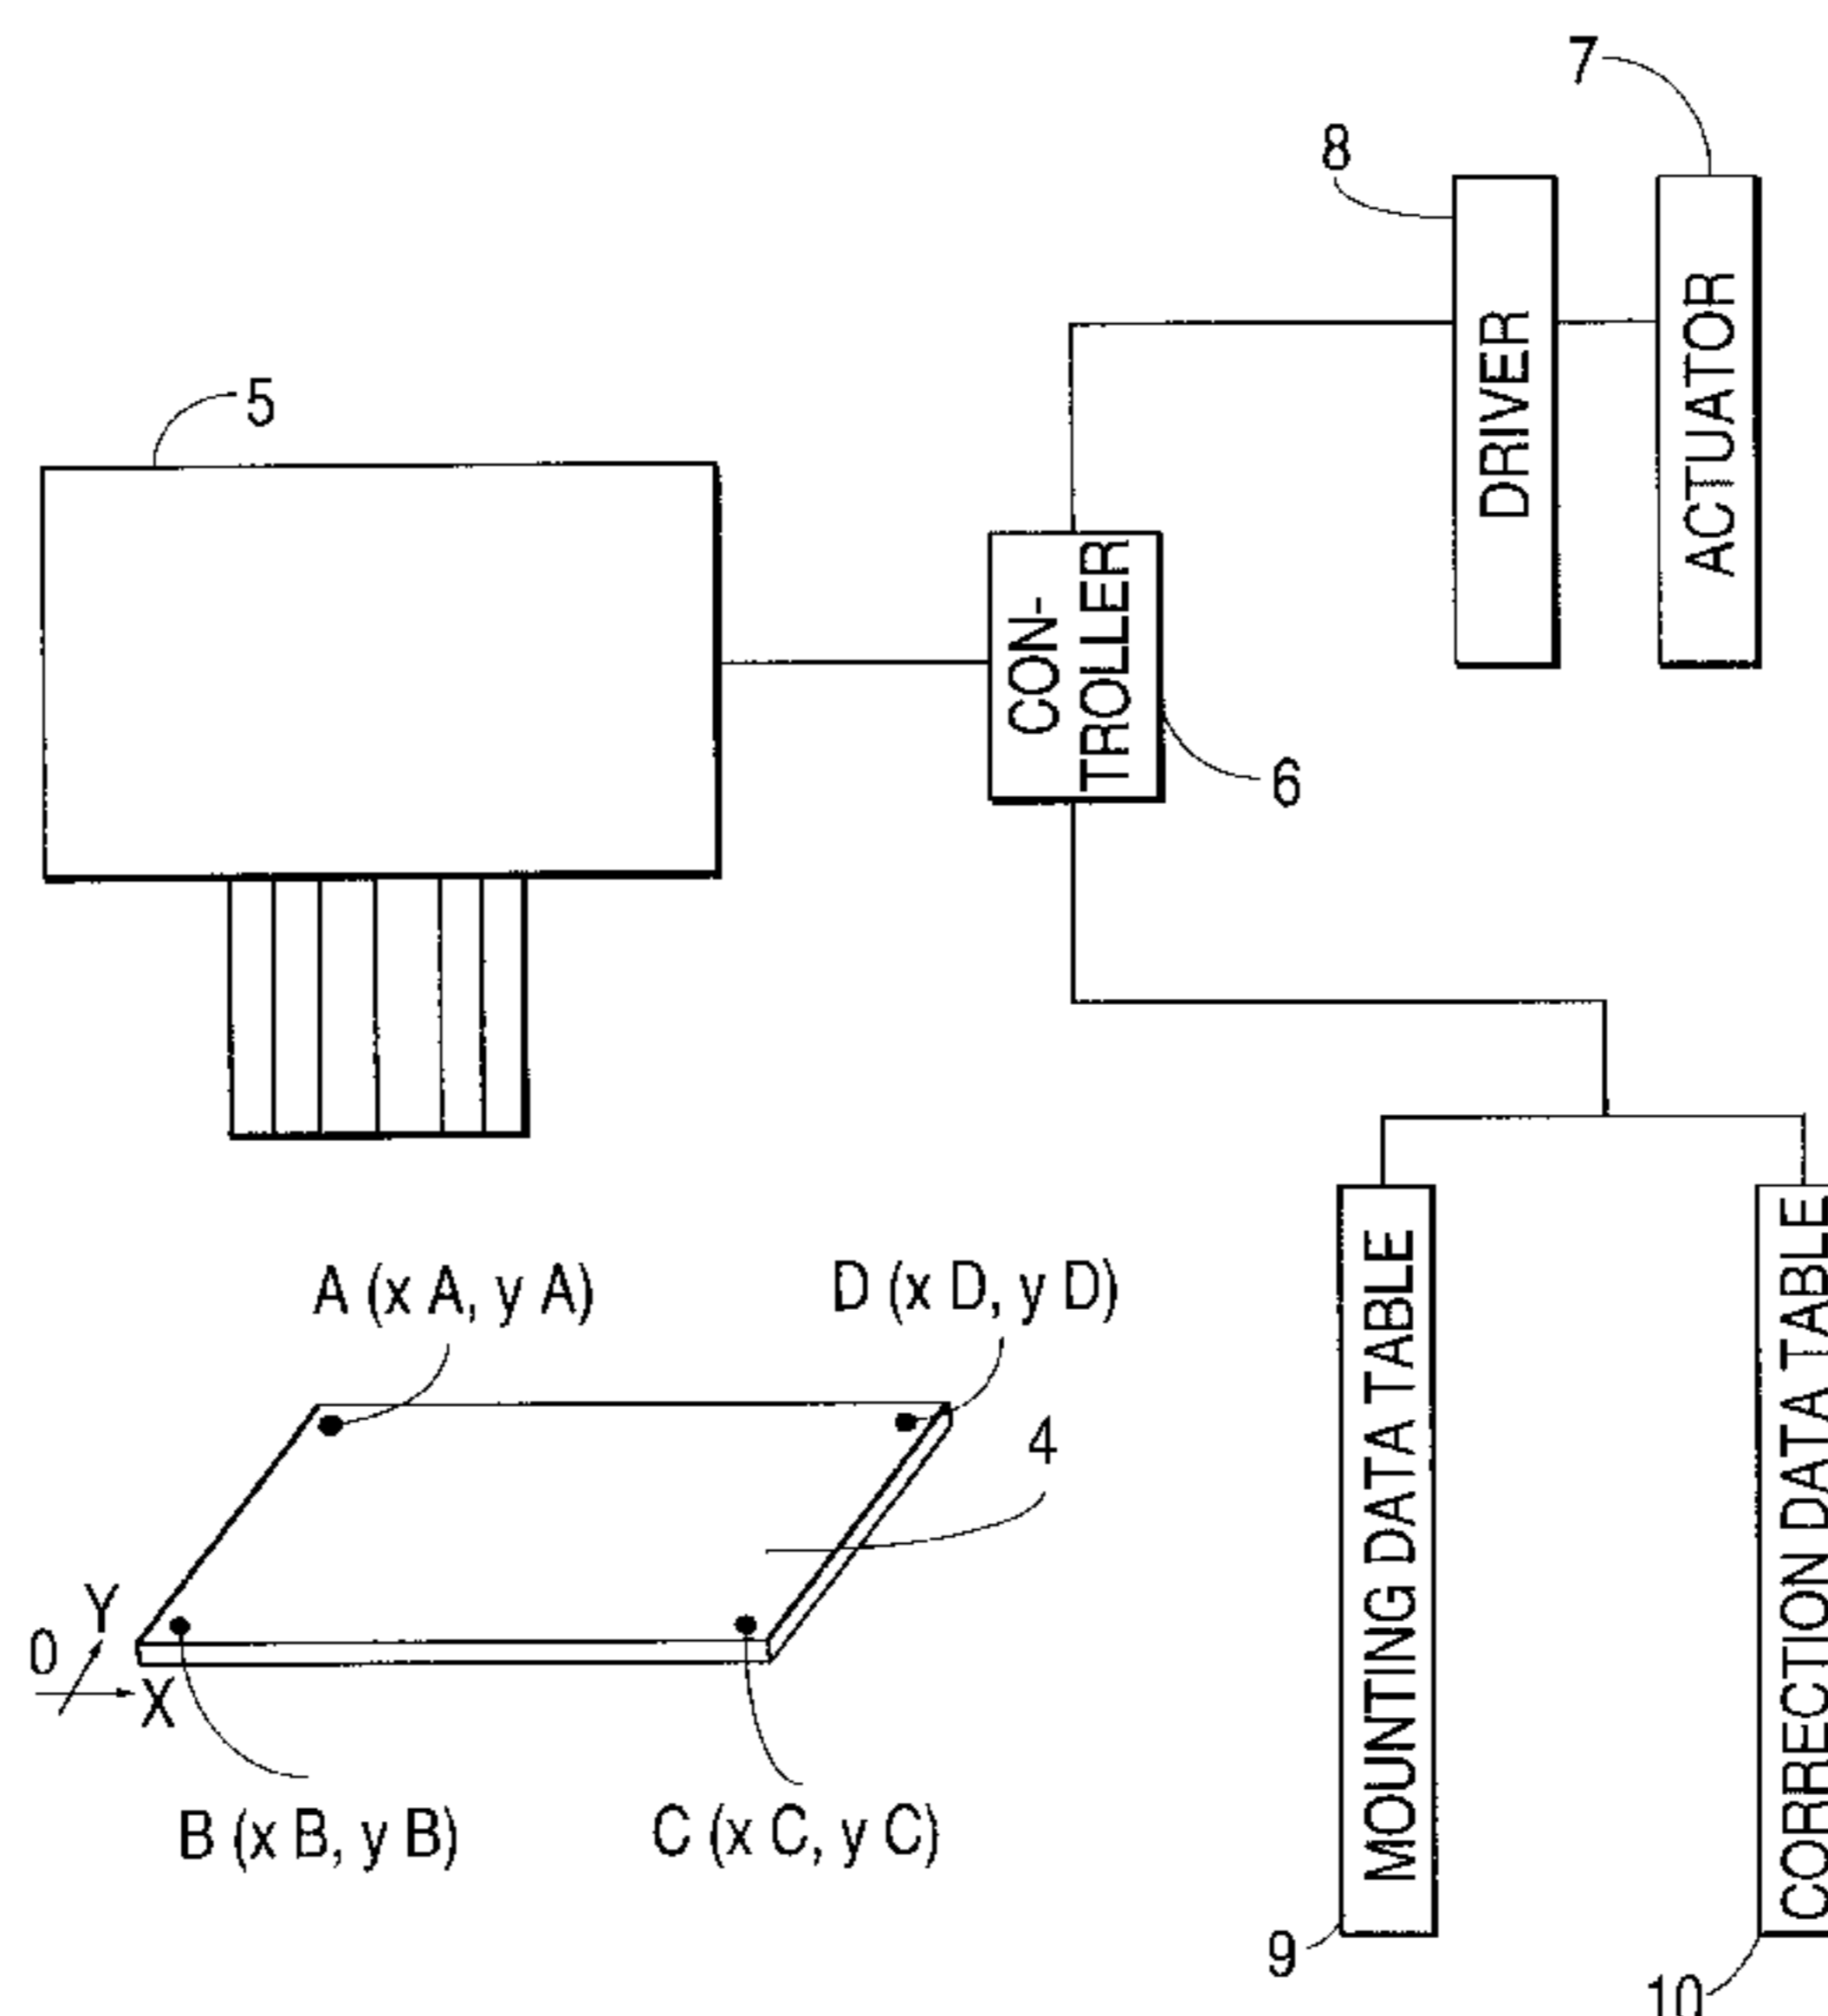 7
8
DRIVER
ACTUATOR
5
CON-
TROLLER
6
A (x A, y A)
D (x D, y D)
4
Y
0
X
B (x B, y B)
C (x C, y C)
MOUNTING DATA TABLE
CORRECTION DATA TABLE
9
10